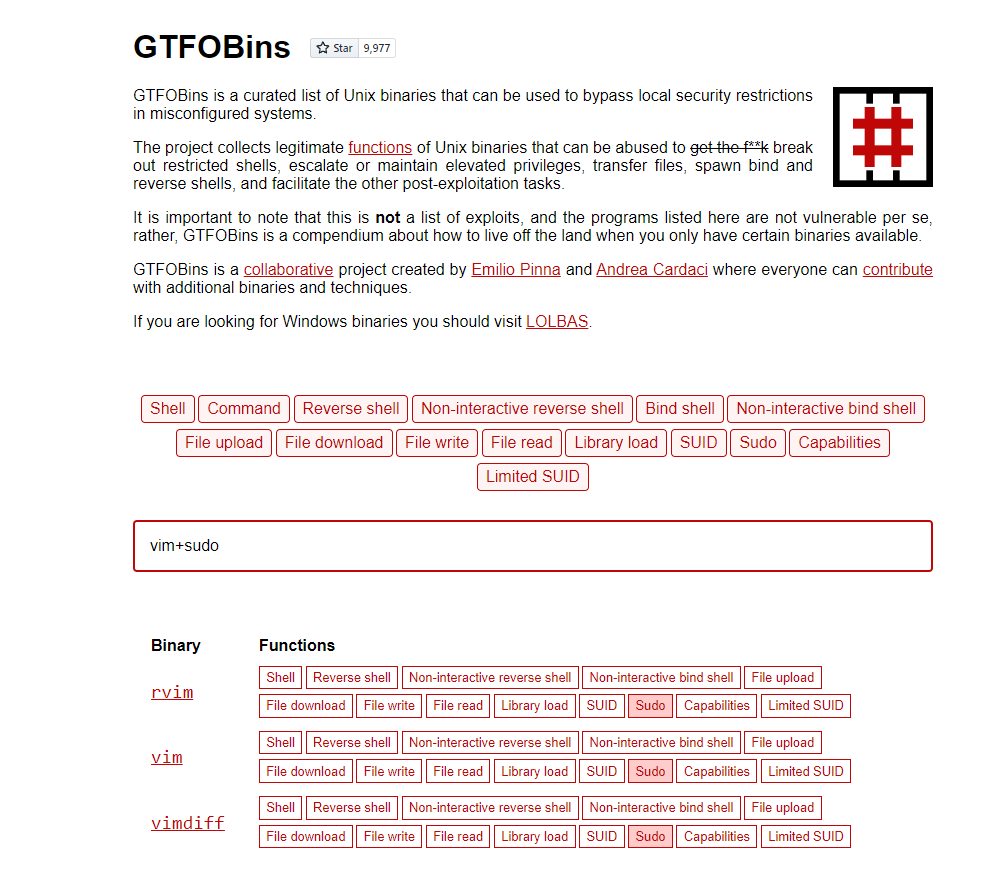 GTFOBins
Star 9,977
GTFOBins is a curated list of Unix binaries that can be used to bypass local security restrictions
in misconfigured systems.
The project collects legitimate functions of Unix binaries that can be abused to get the f**k break
out restricted shells, escalate or maintain elevated privileges, transfer files, spawn bind and
reverse shells, and facilitate the other post-exploitation tasks.
It is important to note that this is not a list of exploits, and the programs listed here are not vulnerable per se,
rather, GTFOBins is a compendium about how to live off the land when you only have certain binaries available.
GTFOBins is a collaborative project created by Emilio Pinna and Andrea Cardaci where everyone can contribute
with additional binaries and techniques.
If you are looking for Windows binaries you should visit LOLBAS.
Shell Command Reverse shell Non-interactive reverse shell Bind shell Non-interactive bind shell
File upload File download File write File read Library load SUID Sudo Capabilities
Limited SUID
vim+sudo
Binary Functions
rvim
Shell Reverse shell Non-interactive reverse shell Non-interactive bind shell File upload
File download File write File read Library load SUID Sudo Capabilities Limited SUID
vim
Shell Reverse shell Non-interactive reverse shell Non-interactive bind shell File upload
File download File write File read Library load SUID Sudo Capabilities Limited SUID
vimdiff
Shell Reverse shell Non-interactive reverse shell Non-interactive bind shell File upload
File download File write File read Library load SUID Sudo Capabilities Limited SUID